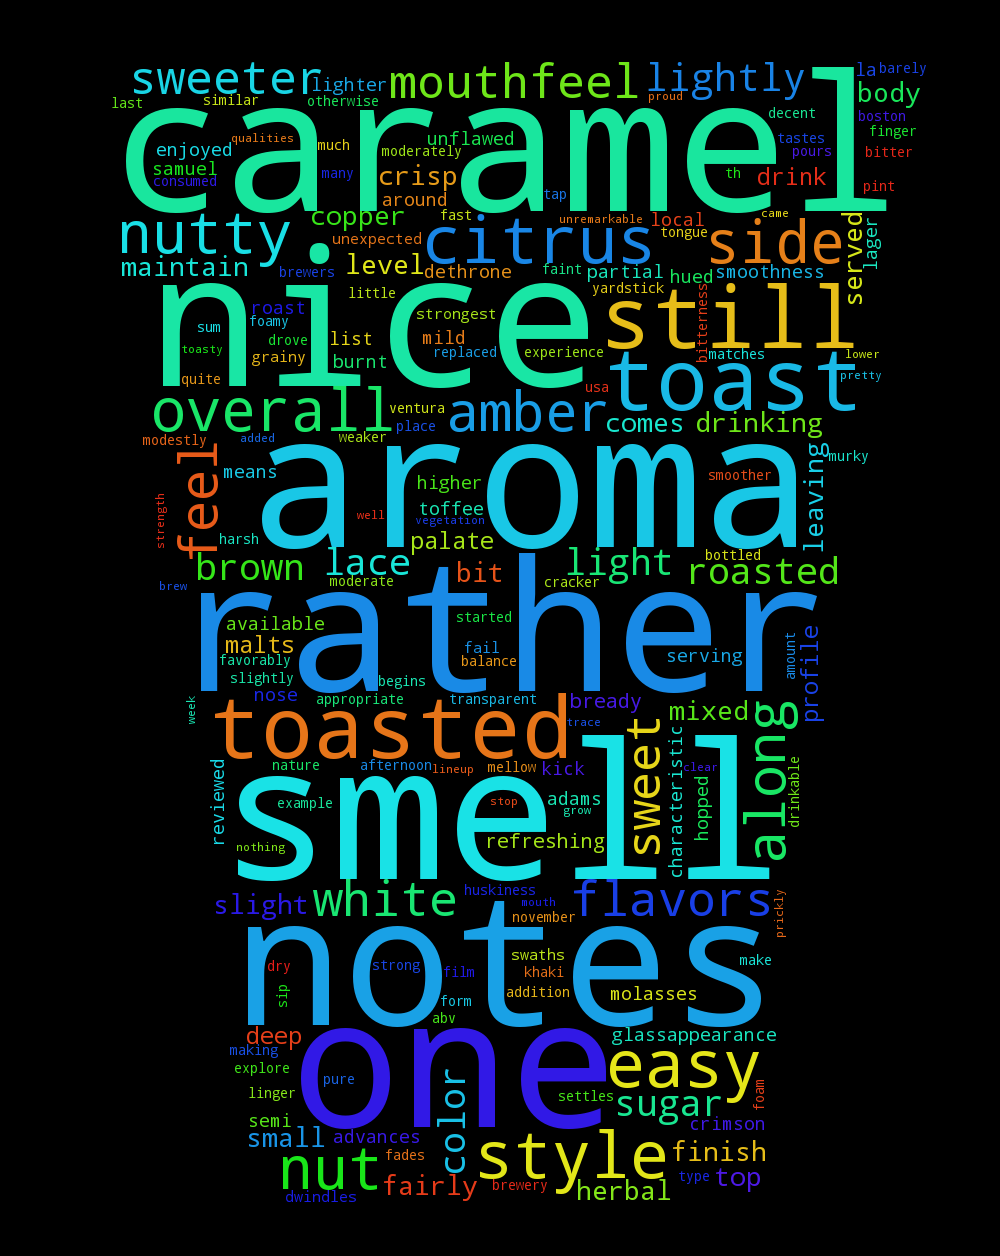 sweeter lighter mouthfeel lightly proud la barely
last similar otherwise body
caramel
decent boston finger
qualities much unflawed tastes
enjoyed moderately pours bitter
samuel consumed many crisp th drink pint
around tap
nutty copper fast citrus unremarkable local came side served lager
unexpected tongue
maintain brewers level dethrone faint partial hued smoothness
nice
little yardstick still bitterness
roast strongest
sum foamy drove list mild experience
toasty grainy burnt replaced matches lower
quite usa toast pretty
overall ventura amber
place comes drinking
modestly added weaker murky
feel means aroma smoother leaving
strength higher
well toffee vegetation
harsh palate
brown lace light bottled roasted
brew moderate bit cracker
rather
available started amount profile
malts fail serving
favorably balance
slightly begins
week nose appropriate transparent bready mixed
toasted trace along
nature afternoon lineup mellow kick sweet characteristic clear drinkable
reviewed smell stop adams hopped
example grow
nothing refreshing
slight white huskiness mouth flavors prickly
november
notes
dry strong film swaths khaki make
sip form addition molasses
abv
deep one glassappearance
making easy
explore pure color foam
linger settles sugar
semi crimson
small advances style finish
nut fades type top
dwindles fairly brewery herbal